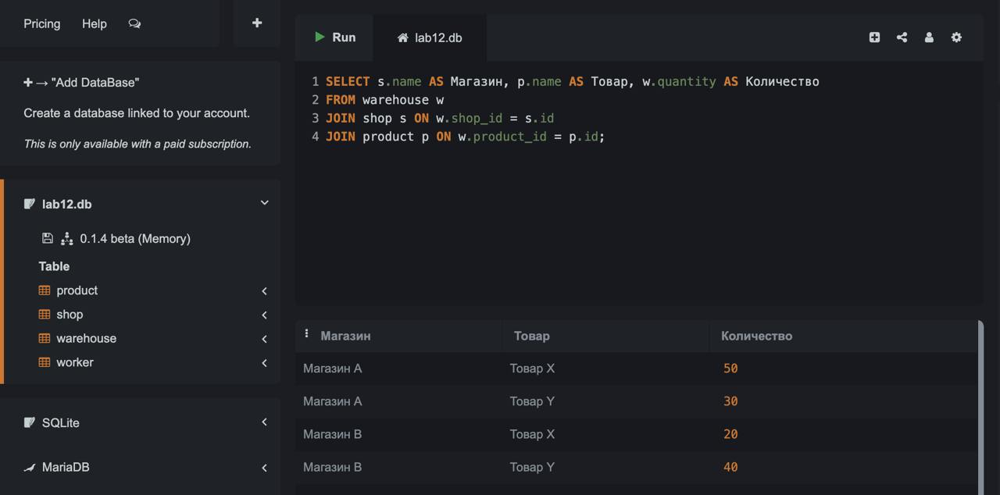 Pricing Help
"Add DataBase"
Create a database linked to your account.
This is only available with a paid subscription.
lab12.db
0.1.4 beta (Memory)
Table
product
shop
warehouse
worker
SQLite
MariaDB
Run lab12.db
1 SELECT s.name AS Магазин, p.name AS Товар, w.quantity AS Количество
2 FROM warehouse w
3 JOIN shop s ON w.shop_id = s.id
4 JOIN product p ON w.product_id = p.id;
Магазин Товар Количество
Магазин A Товар X 50
Магазин A Товар Y 30
Магазин B Товар X 20
Магазин B Товар Y 40